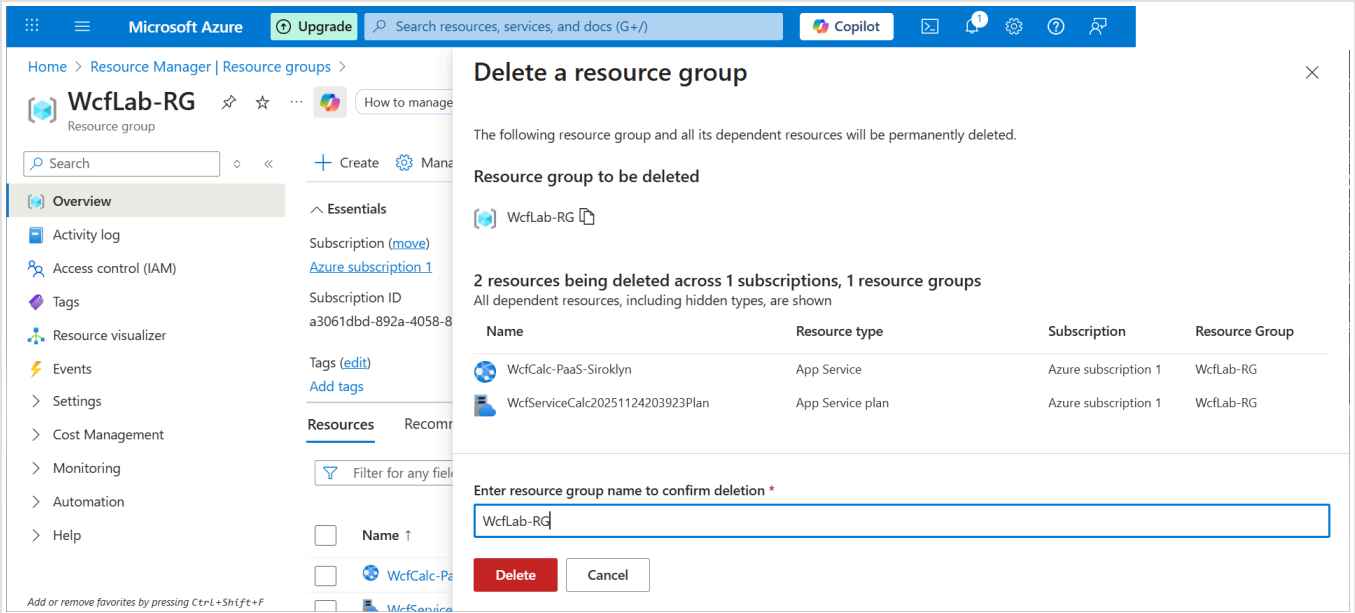 Microsoft Azure
Upgrade
Search resources, services, and docs (G+/)
Copilot
1
Home > Resource Manager | Resource groups >
WcfLab-RG
Resource group
...
How to manage
Search
Overview
Activity log
Access control (IAM)
Tags
Resource visualizer
Events
Settings
Cost Management
Monitoring
Automation
Help
Add or remove favorites by pressing Ctrl+Shift+F
Create
Mana
Essentials
Subscription (move)
Azure subscription 1
Subscription ID
a3061dbd-892a-4058-8
Tags (edit)
Add tags
Resources
Recomm
Filter for any field
Name ↑
WcfCalc-Pa
WcfService
Delete a resource group
The following resource group and all its dependent resources will be permanently deleted.
Resource group to be deleted
WcfLab-RG
2 resources being deleted across 1 subscriptions, 1 resource groups
All dependent resources, including hidden types, are shown
Name Resource type Subscription Resource Group
WcfCalc-PaaS-Siroklyn App Service Azure subscription 1 WcfLab-RG
WcfServiceCalc20251124203923Plan App Service plan Azure subscription 1 WcfLab-RG
Enter resource group name to confirm deletion *
WcfLab-RG
Delete
Cancel